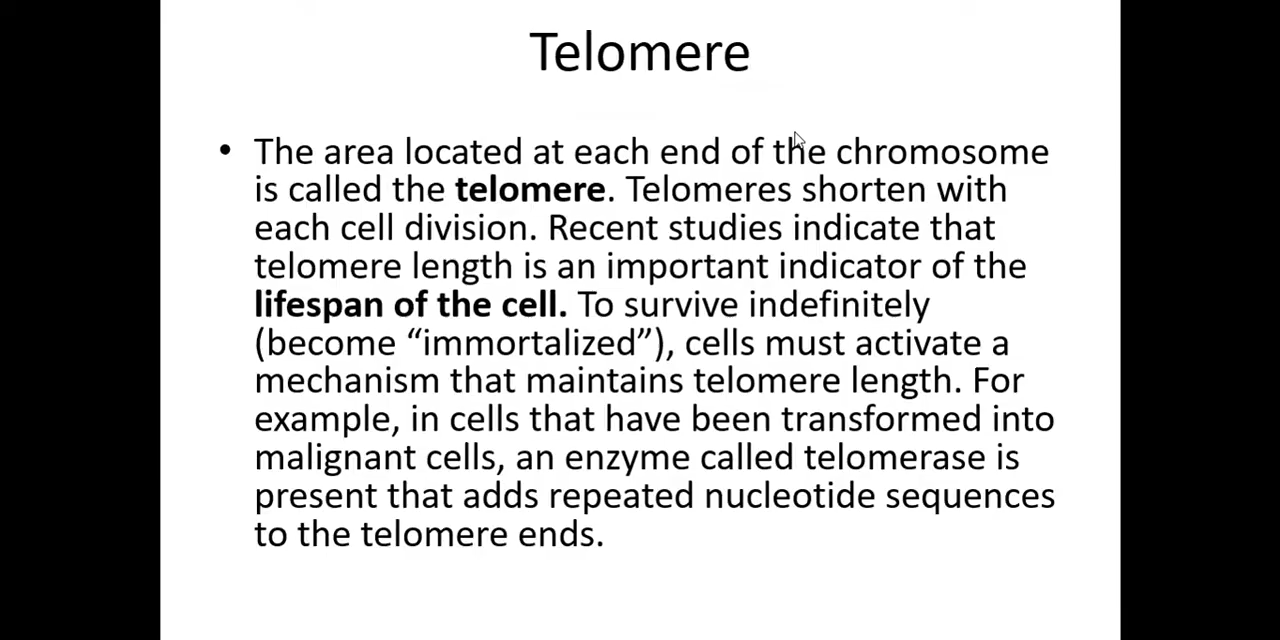 Telomere
• The area located at each end of the chromosome
is called the telomere. Telomeres shorten with
each cell division. Recent studies indicate that
telomere length is an important indicator of the
lifespan of the cell. To survive indefinitely
(become “immortalized”), cells must activate a
mechanism that maintains telomere length. For
example, in cells that have been transformed into
malignant cells, an enzyme called telomerase is
present that adds repeated nucleotide sequences
to the telomere ends.